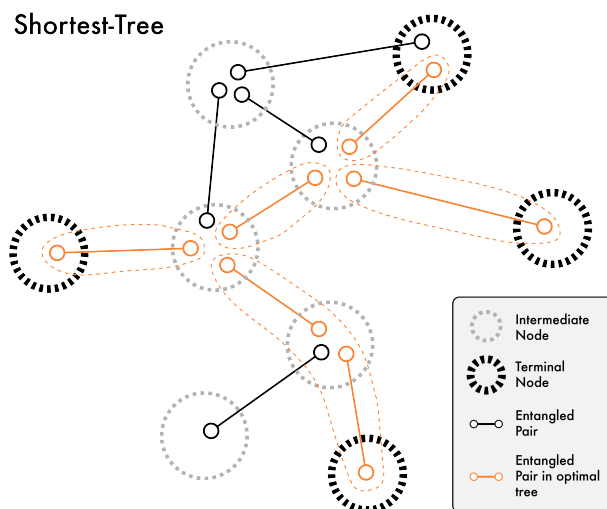 Shortest-Tree
Intermediate
Node
Terminal
Node
Entangled
Pair
Entangled
Pair in optimal
tree